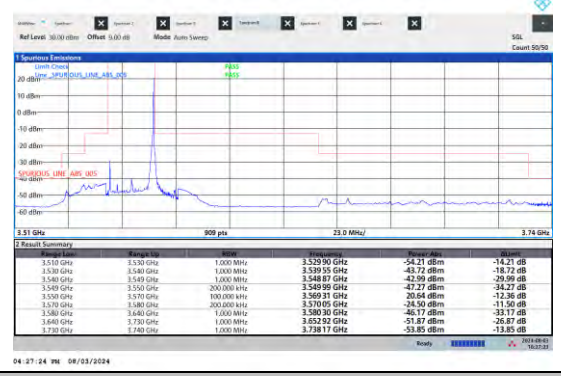 Ref Level 30.00 dBm Offset 9.00 dB Mode Auto Sweep SGL
Count 50/50
1 Spurious Emissions
Limit Check PASS
Line _SPURIOUS_LINE_ABS_005 PASS
20 dBm
10 dBm
0 dBm
-10 dBm
-20 dBm
-30 dBm
SPURIOUS_LINE_ABS_005
-40 dBm
-50 dBm
-60 dBm
3.51 GHz 909 pts 23.0 MHz/ 3.74 GHz
2 Result Summary
Range Low Range Up RBW Frequency Power Abs ΔLimit
3.510 GHz 3.530 GHz 1.000 MHz 3.529 90 GHz -54.21 dBm -14.21 dB
3.530 GHz 3.540 GHz 1.000 MHz 3.539 55 GHz -43.72 dBm -18.72 dB
3.540 GHz 3.549 GHz 1.000 MHz 3.548 87 GHz -42.99 dBm -29.99 dB
3.549 GHz 3.550 GHz 200.000 kHz 3.549 99 GHz -47.27 dBm -34.27 dB
3.550 GHz 3.570 GHz 100.000 kHz 3.569 31 GHz 20.64 dBm -12.36 dB
3.570 GHz 3.580 GHz 200.000 kHz 3.570 05 GHz -24.50 dBm -11.50 dB
3.580 GHz 3.640 GHz 1.000 MHz 3.580 30 GHz -46.17 dBm -33.17 dB
3.640 GHz 3.730 GHz 1.000 MHz 3.652 92 GHz -51.87 dBm -26.87 dB
3.730 GHz 3.740 GHz 1.000 MHz 3.738 17 GHz -53.85 dBm -13.85 dB
Ready 2024-08-03
16:27:23
04:27:24 PM 08/03/2024